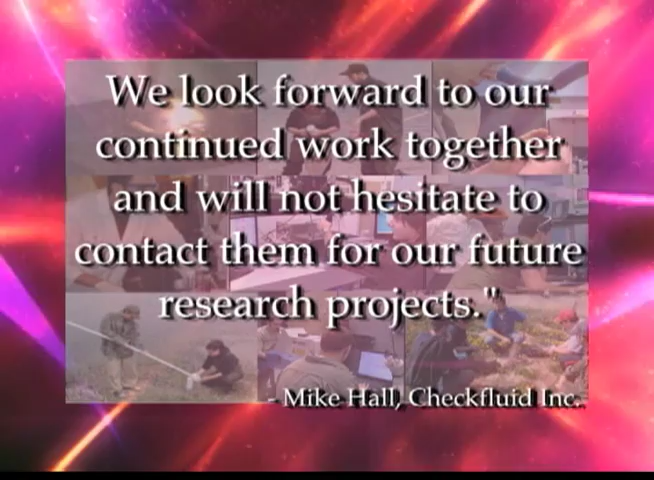 We look forward to our
continued work together
and will not hesitate to
contact them for our future
research projects."
- Mike Hall, Checkfluid Inc.